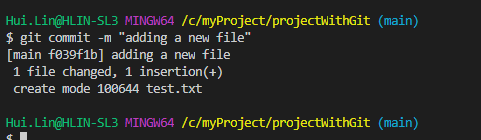 Hui.Lin@HLIN-SL3 MINGW64 /c/myProject/projectWithGit (main)
$ git commit -m "adding a new file"
[main f039f1b] adding a new file
 1 file changed, 1 insertion(+)
 create mode 100644 test.txt

Hui.Lin@HLIN-SL3 MINGW64 /c/myProject/projectWithGit (main)
$